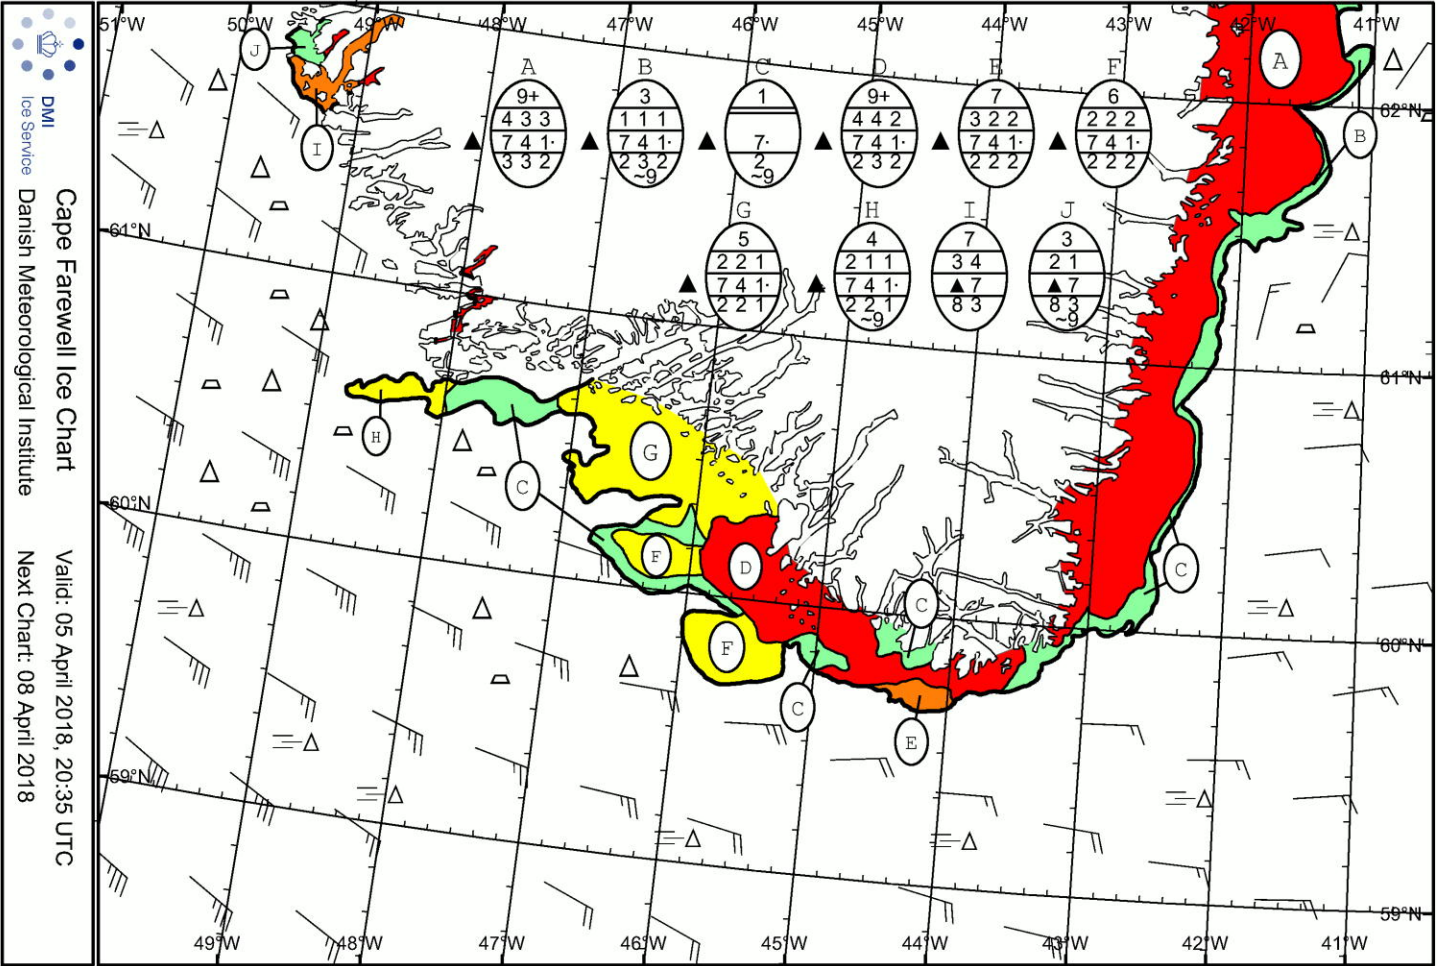 51°W 50°W 49°W 48°W 47°W 46°W 45°W 44°W 43°W 42°W 41°W
DMI
Ice Service
Cape Farewell Ice Chart
Danish Meteorological Institute
Valid: 05 April 2018, 20:35 UTC
Next Chart: 08 April 2018
A
9+
4 3 3
7 4 1·
3 3 2
B
3
1 1 1
7 4 1·
2 3 2
~9
C
1
7·
2
~9
D
9+
4 4 2
7 4 1·
2 3 2
E
7
3 2 2
7 4 1·
2 2 2
F
6
2 2 2
7 4 1·
2 2 2
G
5
2 2 1
7 4 1·
2 2 1
H
4
2 1 1
7 4 1·
2 2 1
~9
I
7
3 4
▲ 7
8 3
J
3
2 1
▲ 7
8 3
~9
J
I
A
B
62°N
61°N
61°N
H
G
C
60°N
F
D
C
C
F
60°N
C
E
59°N
59°N
49°W 48°W 47°W 46°W 45°W 44°W 43°W 42°W 41°W